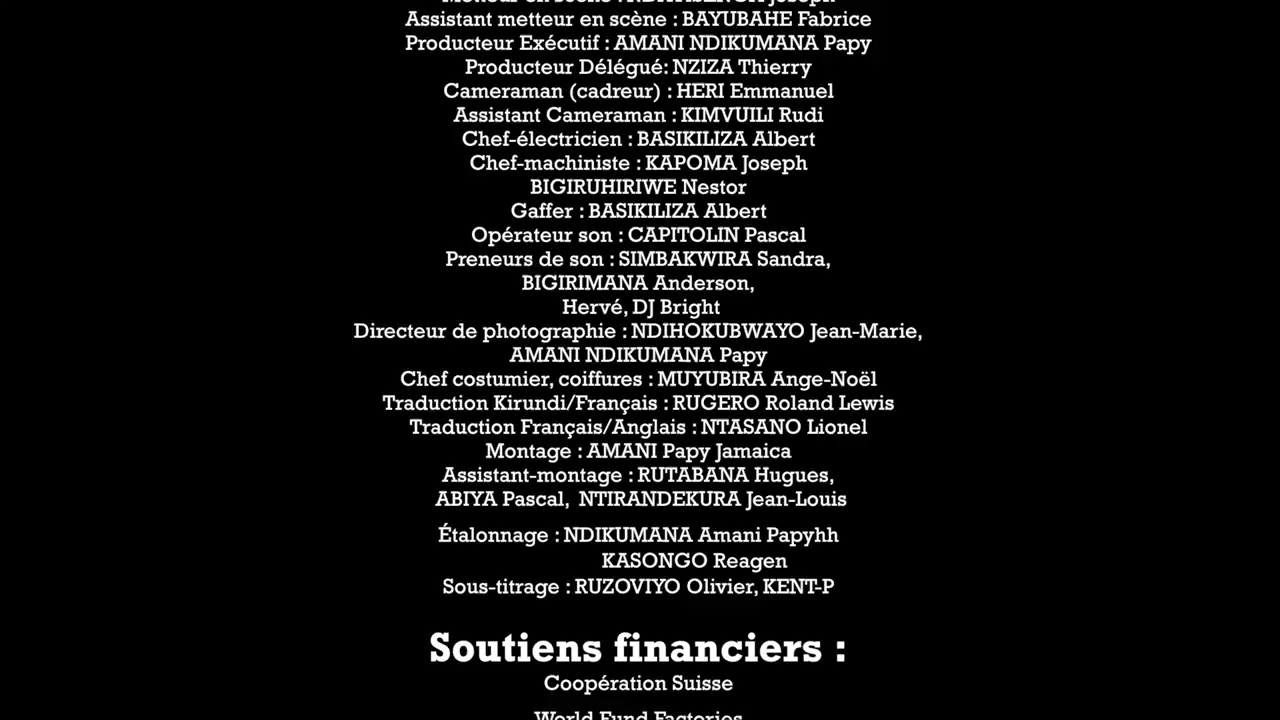 Metteur en scène : NDAYISENGA Joseph
Assistant metteur en scène : BAYUBAHE Fabrice
Producteur Exécutif : AMANI NDIKUMANA Papy
Producteur Délégué: NZIZA Thierry
Cameraman (cadreur) : HERI Emmanuel
Assistant Cameraman : KIMVUILI Rudi
Chef-électricien : BASIKILIZA Albert
Chef-machiniste : KAPOMA Joseph
BIGIRUHIRIWE Nestor
Gaffer : BASIKILIZA Albert
Opérateur son : CAPITOLIN Pascal
Preneurs de son : SIMBAKWIRA Sandra,
BIGIRIMANA Anderson,
Hervé, DJ Bright
Directeur de photographie : NDIHOKUBWAYO Jean-Marie,
AMANI NDIKUMANA Papy
Chef costumier, coiffures : MUYUBIRA Ange-Noël
Traduction Kirundi/Français : RUGERO Roland Lewis
Traduction Français/Anglais : NTASANO Lionel
Montage : AMANI Papy Jamaica
Assistant-montage : RUTABANA Hugues,
ABIYA Pascal, NTIRANDEKURA Jean-Louis
Étalonnage : NDIKUMANA Amani Papyhh
KASONGO Reagen
Sous-titrage : RUZOVIYO Olivier, KENT-P
Soutiens financiers :
Coopération Suisse
World Fund Factories